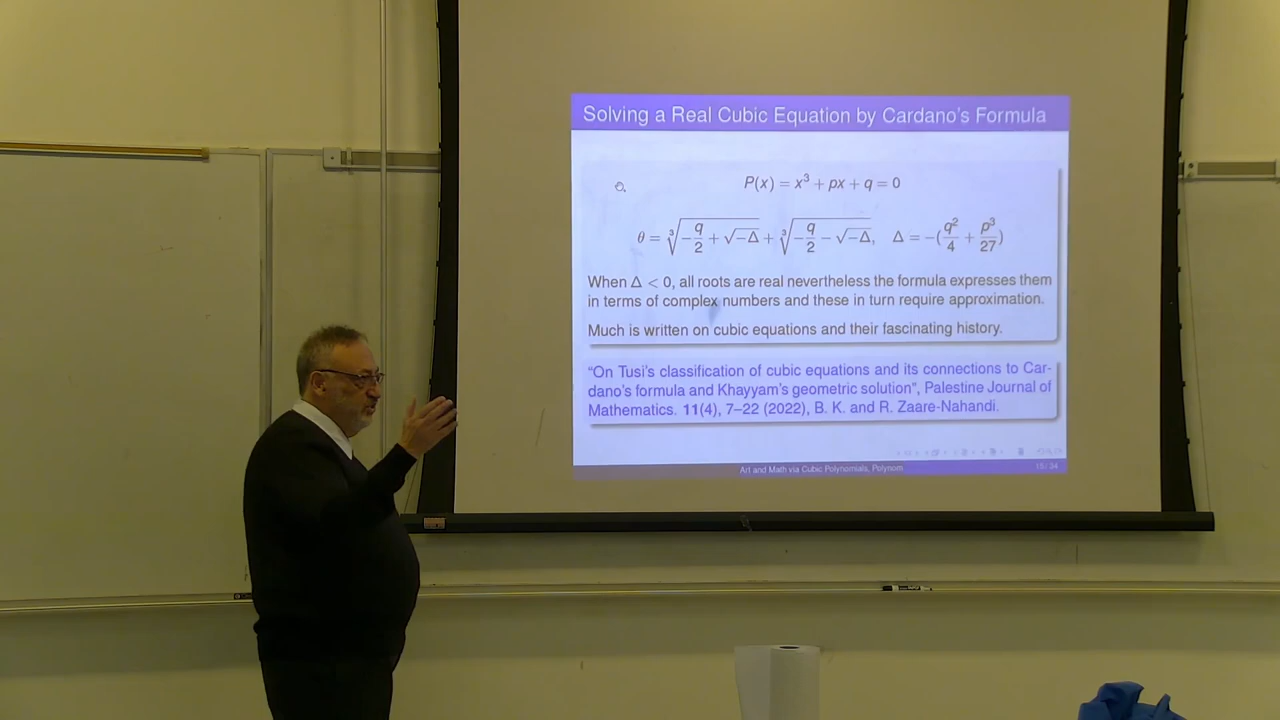 Solving a Real Cubic Equation by Cardano's Formula
P(x) = x³ + px + q = 0
θ = ∛(-q/2 + √-Δ) + ∛(-q/2 - √-Δ), Δ = -(q²/4 + p³/27)
When Δ < 0, all roots are real nevertheless the formula expresses them
in terms of complex numbers and these in turn require approximation.
Much is written on cubic equations and their fascinating history.
"On Tusi's classification of cubic equations and its connections to Car-
dano's formula and Khayyam's geometric solution", Palestine Journal of
Mathematics. 11(4), 7–22 (2022), B. K. and R. Zaare-Nahandi.
Art and Math via Cubic Polynomials, Polynom
15/34